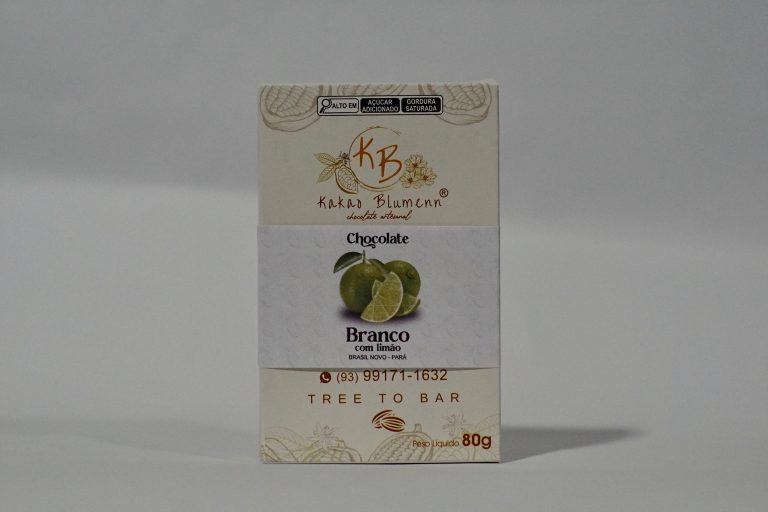 ALTO EM AÇÚCAR ADICIONADO GORDURA SATURADA
KB
Kakao Blumenn®
chocolate artesanal
Chocolate
Branco
com limão
BRASIL NOVO - PARÁ
(93) 99171-1632
TREE TO BAR
Peso Líquido 80g